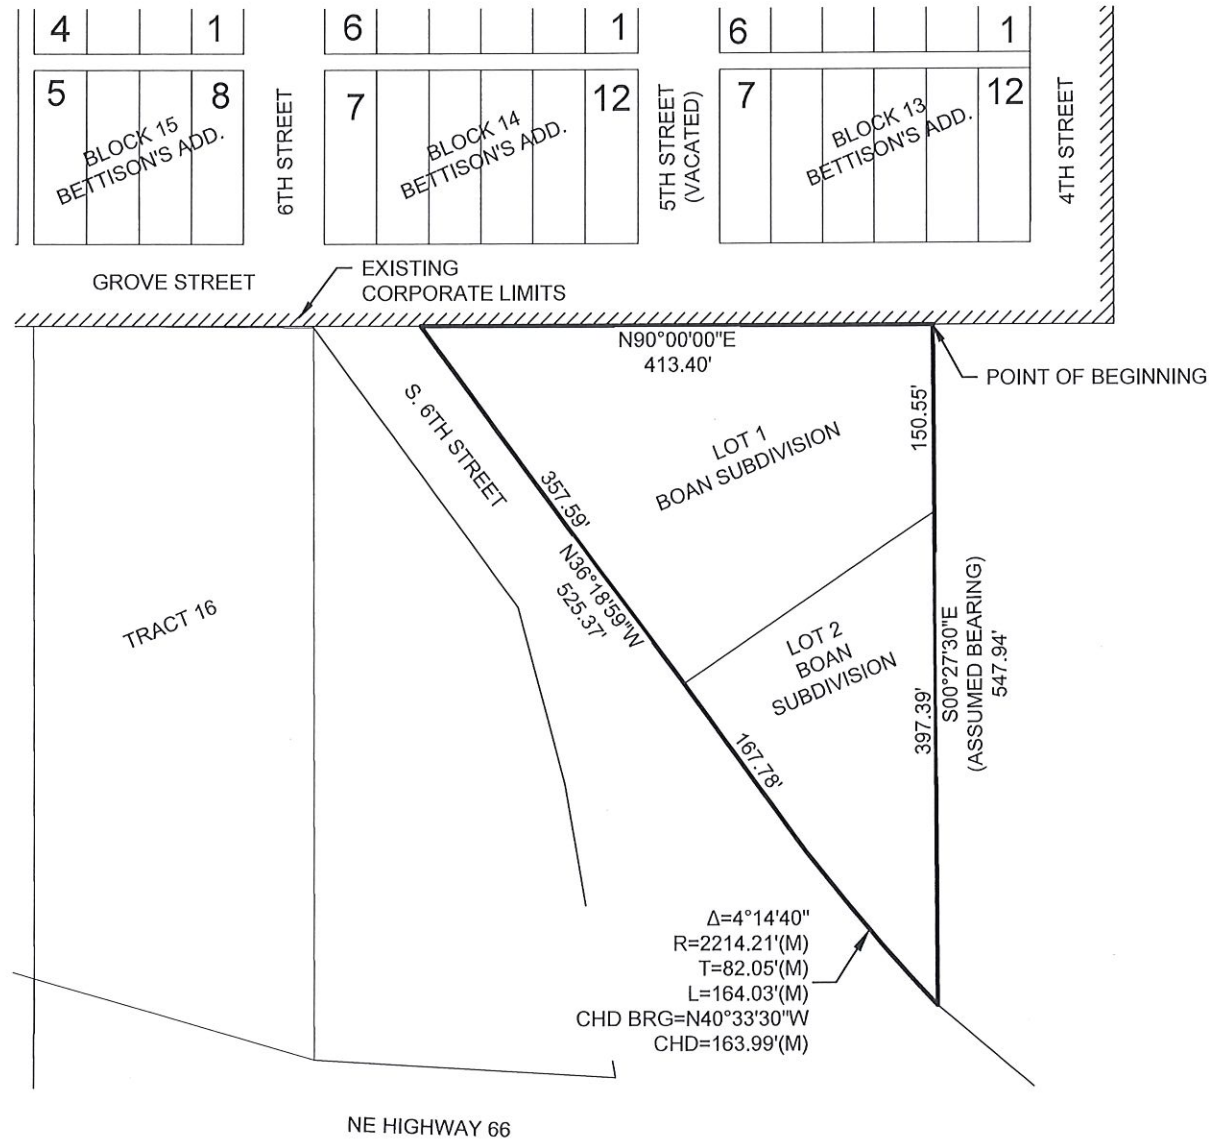 4
1
6
1
6
1
5
8
7
12
7
12
BLOCK 15
BETTISON'S ADD.
6TH STREET
BLOCK 14
BETTISON'S ADD.
5TH STREET
(VACATED)
BLOCK 13
BETTISON'S ADD.
4TH STREET
GROVE STREET
EXISTING
CORPORATE LIMITS
N90°00'00"E
413.40'
POINT OF BEGINNING
S. 6TH STREET
LOT 1
BOAN SUBDIVISION
150.55'
357.59'
N36°18'59"W
525.37'
TRACT 16
LOT 2
BOAN
SUBDIVISION
397.39'
S00°27'30"E
(ASSUMED BEARING)
547.94'
167.78'
Δ=4°14'40"
R=2214.21'(M)
T=82.05'(M)
L=164.03'(M)
CHD BRG=N40°33'30"W
CHD=163.99'(M)
NE HIGHWAY 66